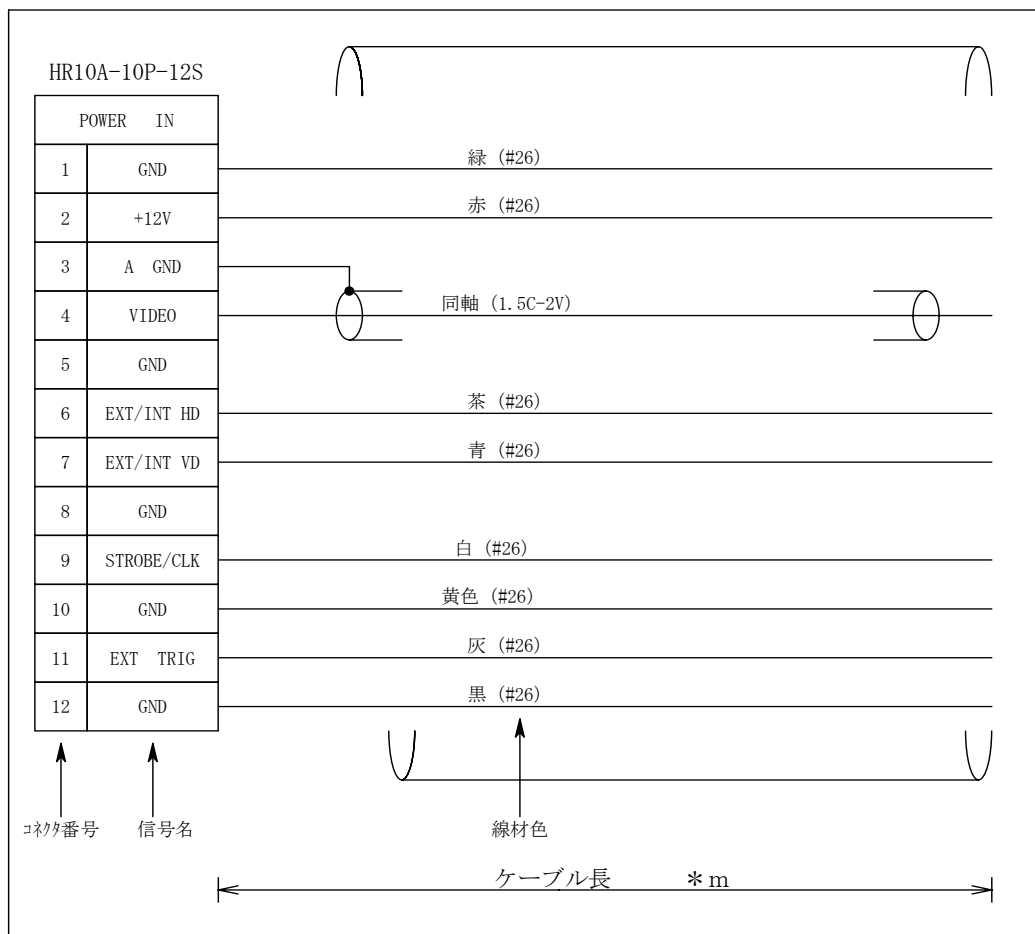 HR10A-10P-12S
POWER IN
1 GND 緑 (#26)
2 +12V 赤 (#26)
3 A GND
4 VIDEO 同軸 (1.5C-2V)
5 GND
6 EXT/INT HD 茶 (#26)
7 EXT/INT VD 青 (#26)
8 GND
9 STROBE/CLK 白 (#26)
10 GND 黄色 (#26)
11 EXT TRIG 灰 (#26)
12 GND 黒 (#26)
ｺﾈｸﾀ番号 信号名 線材色
ケーブル長 ＊m